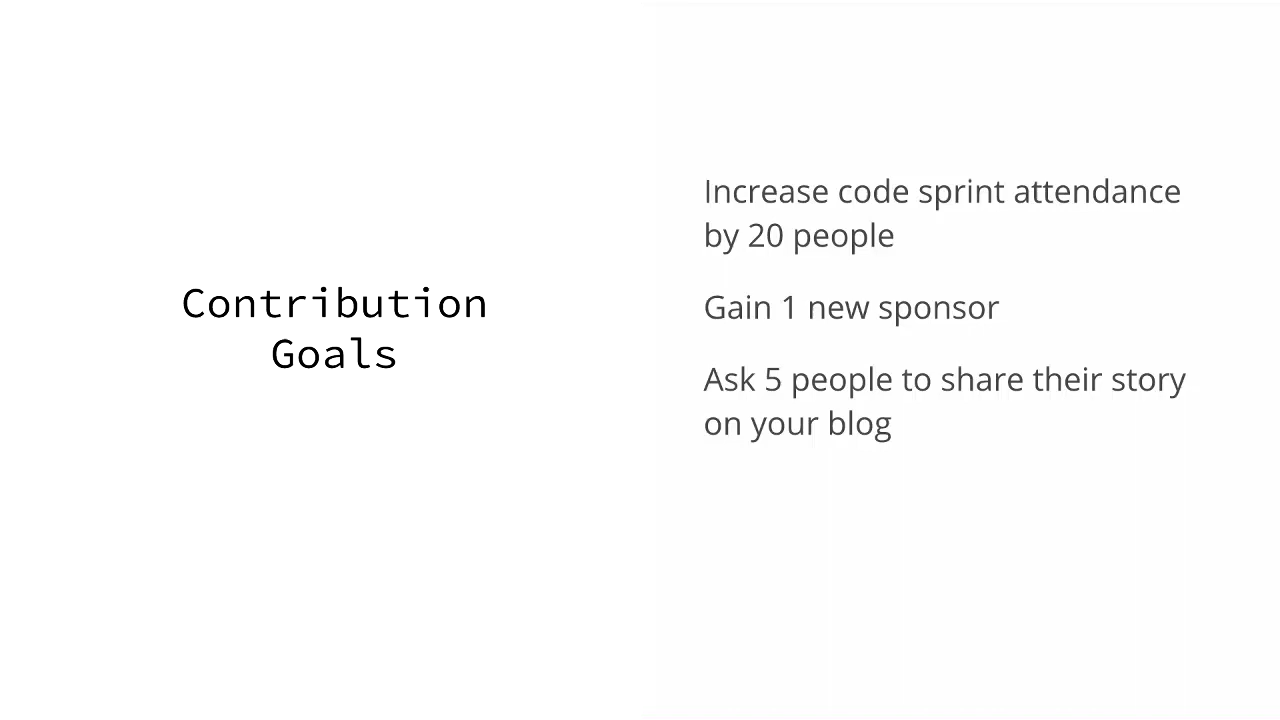 Contribution
Goals
Increase code sprint attendance
by 20 people
Gain 1 new sponsor
Ask 5 people to share their story
on your blog